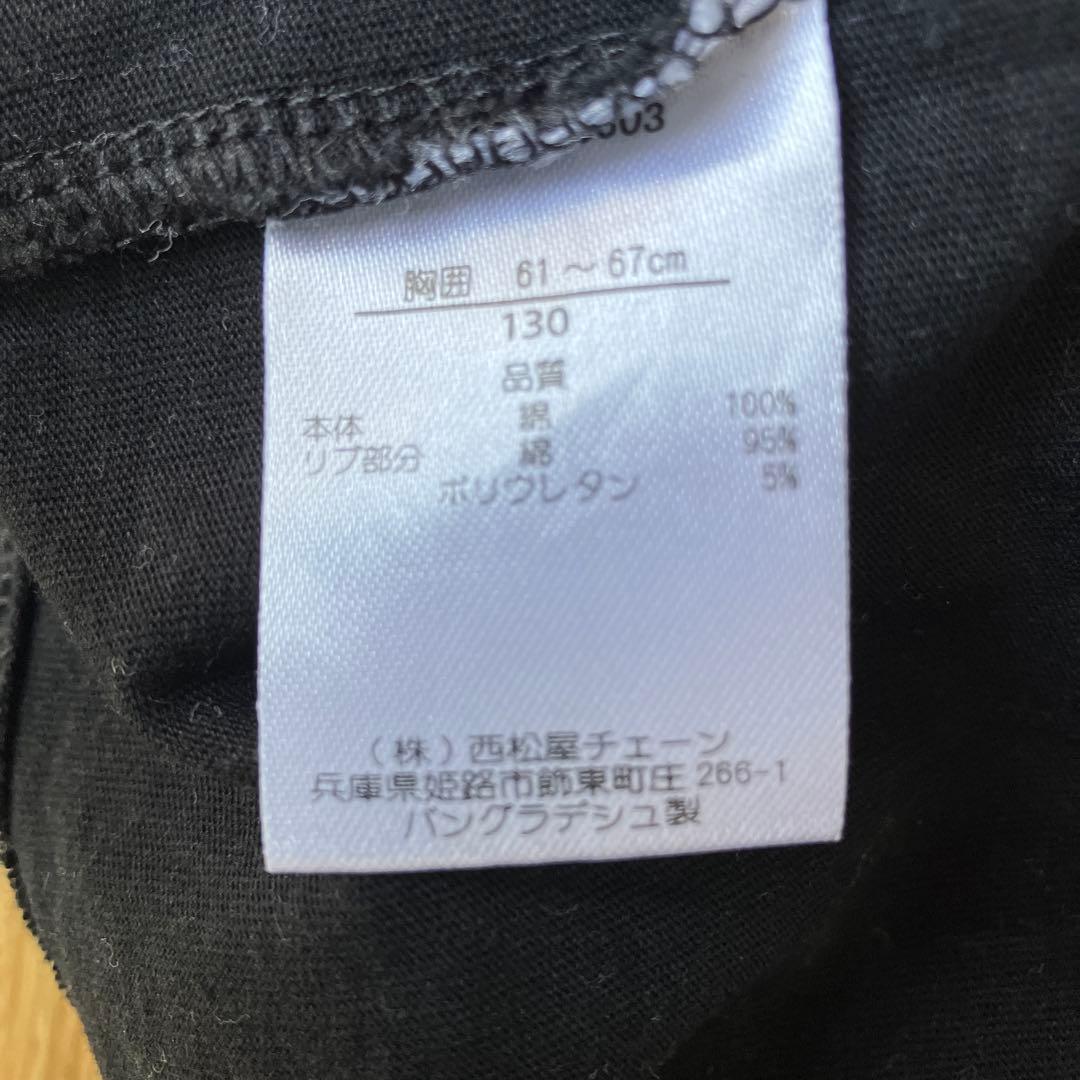 603
胸囲 61～67cm
130
品質
本体 綿 100%
リブ部分 綿 95%
ポリウレタン 5%
（株）西松屋チェーン
兵庫県姫路市飾東町庄 266-1
バングラデシュ製